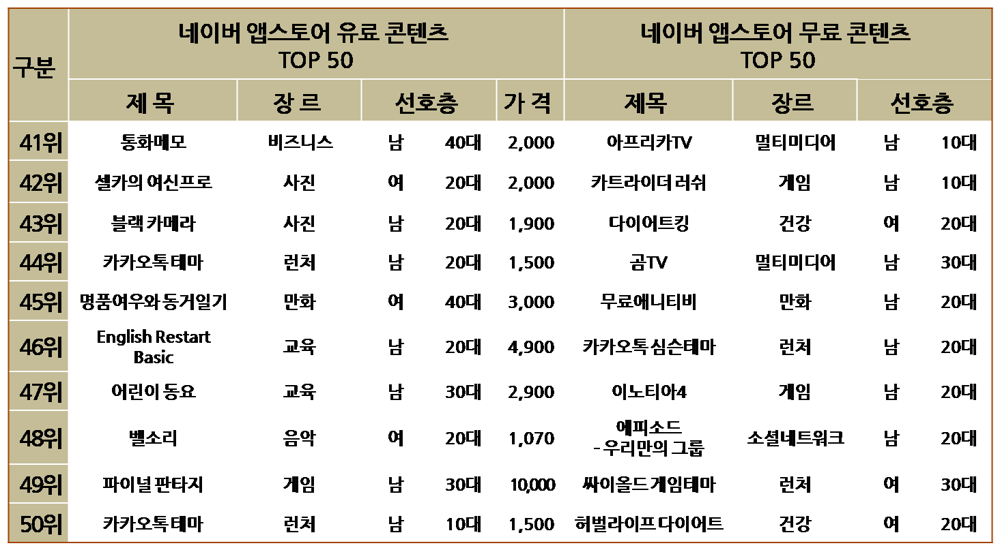 구분
네이버 앱스토어 유료 콘텐츠
TOP 50
네이버 앱스토어 무료 콘텐츠
TOP 50
제 목 장 르 선호층 가 격 제목 장르 선호층
41위 통화메모 비즈니스 남 40대 2,000 아프리카TV 멀티미디어 남 10대
42위 셀카의 여신프로 사진 여 20대 2,000 카트라이더 러쉬 게임 남 10대
43위 블랙 카메라 사진 남 20대 1,900 다이어트킹 건강 여 20대
44위 카카오톡 테마 런처 남 20대 1,500 곰TV 멀티미디어 남 30대
45위 명품여우와 동거일기 만화 여 40대 3,000 무료애니티비 만화 남 20대
46위 English Restart
Basic 교육 남 20대 4,900 카카오톡 심슨테마 런처 남 20대
47위 어린이 동요 교육 남 30대 2,900 이노티아4 게임 남 20대
48위 벨소리 음악 여 20대 1,070 에피소드
- 우리만의 그룹 소셜네트워크 남 20대
49위 파이널 판타지 게임 남 30대 10,000 싸이올드 게임테마 런처 여 30대
50위 카카오톡 테마 런처 남 10대 1,500 허벌라이프 다이어트 건강 여 20대